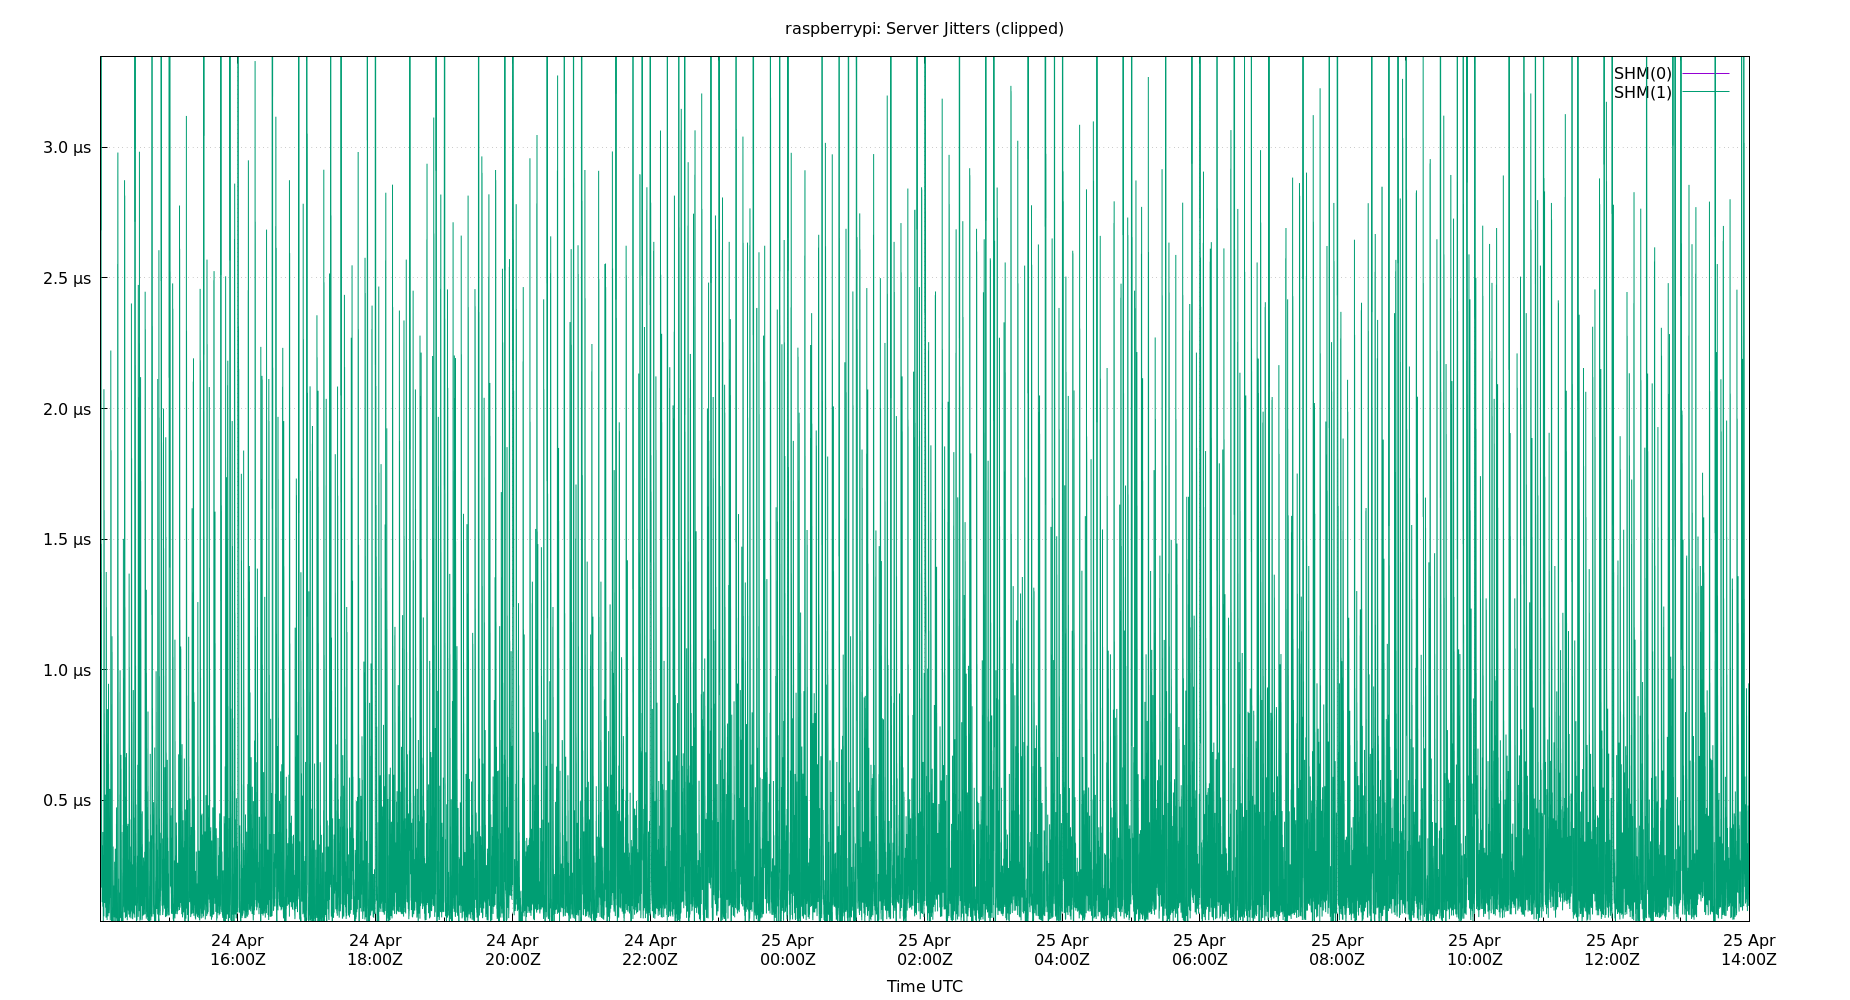 raspberrypi: Server Jitters (clipped)
SHM(0)
SHM(1)
3.0 µs
2.5 µs
2.0 µs
1.5 µs
1.0 µs
0.5 µs
24 Apr 24 Apr 24 Apr 24 Apr 25 Apr 25 Apr 25 Apr 25 Apr 25 Apr 25 Apr 25 Apr 25 Apr
16:00Z 18:00Z 20:00Z 22:00Z 00:00Z 02:00Z 04:00Z 06:00Z 08:00Z 10:00Z 12:00Z 14:00Z
Time UTC